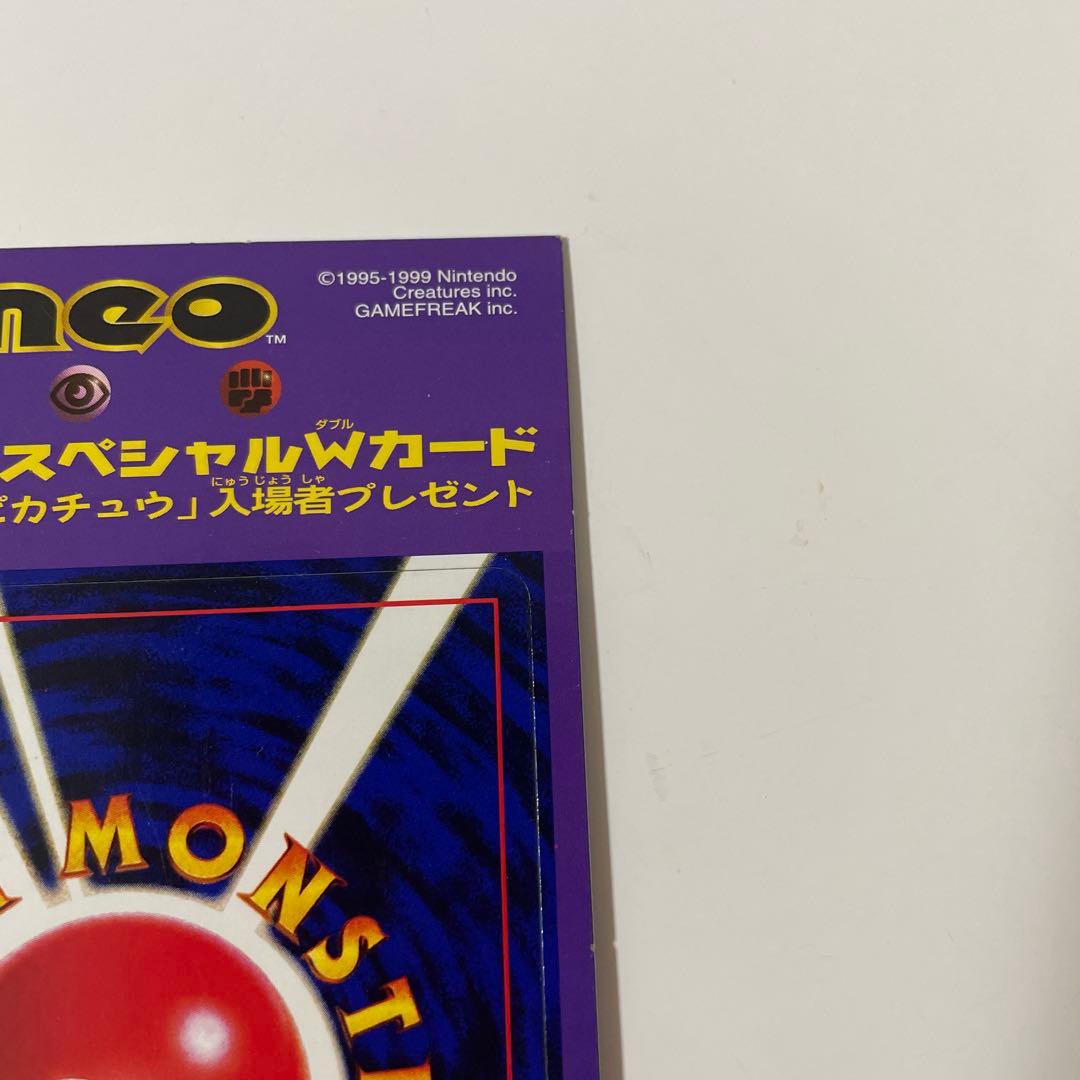 neo™
©1995-1999 Nintendo
Creatures inc.
GAMEFREAK inc.
ダブル
スペシャルWカード
にゅうじょうしゃ
ピカチュウ」入場者プレゼント
MONST